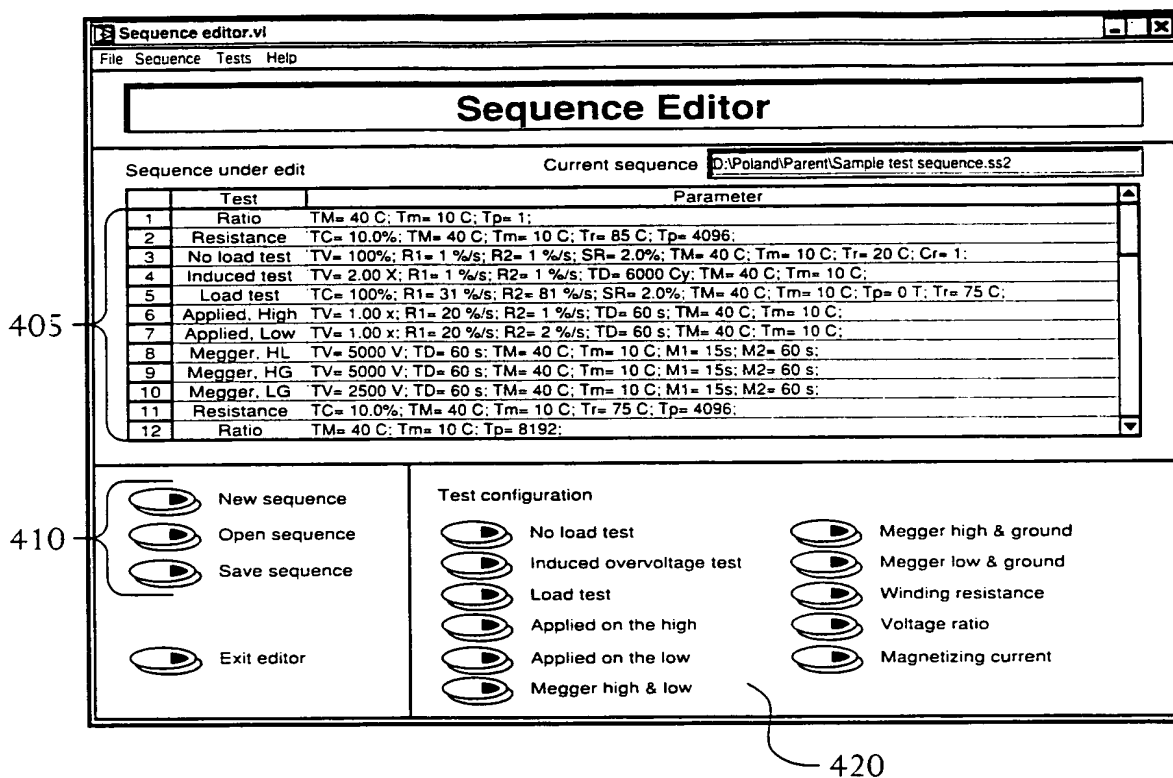 Sequence editor.vi
File Sequence Tests Help
Sequence Editor
Sequence under edit
Current sequence D:\Poland\Parent\Sample test sequence.ss2
Test Parameter
1 Ratio TM= 40 C; Tm= 10 C; Tp= 1;
2 Resistance TC= 10.0%; TM= 40 C; Tm= 10 C; Tr= 85 C; Tp= 4096;
3 No load test TV= 100%; R1= 1 %/s; R2= 1 %/s; SR= 2.0%; TM= 40 C; Tm= 10 C; Tr= 20 C; Cr= 1;
4 Induced test TV= 2.00 X; R1= 1 %/s; R2= 1 %/s; TD= 6000 Cy; TM= 40 C; Tm= 10 C;
5 Load test TC= 100%; R1= 31 %/s; R2= 81 %/s; SR= 2.0%; TM= 40 C; Tm= 10 C; Tp= 0 T; Tr= 75 C;
6 Applied, High TV= 1.00 x; R1= 20 %/s; R2= 1 %/s; TD= 60 s; TM= 40 C; Tm= 10 C;
7 Applied, Low TV= 1.00 x; R1= 20 %/s; R2= 2 %/s; TD= 60 s; TM= 40 C; Tm= 10 C;
8 Megger, HL TV= 5000 V; TD= 60 s; TM= 40 C; Tm= 10 C; M1= 15s; M2= 60 s;
9 Megger, HG TV= 5000 V; TD= 60 s; TM= 40 C; Tm= 10 C; M1= 15s; M2= 60 s;
10 Megger, LG TV= 2500 V; TD= 60 s; TM= 40 C; Tm= 10 C; M1= 15s; M2= 60 s;
11 Resistance TC= 10.0%; TM= 40 C; Tm= 10 C; Tr= 75 C; Tp= 4096;
12 Ratio TM= 40 C; Tm= 10 C; Tp= 8192;
405
410
New sequence
Open sequence
Save sequence
Exit editor
Test configuration
No load test
Induced overvoltage test
Load test
Applied on the high
Applied on the low
Megger high & low
Megger high & ground
Megger low & ground
Winding resistance
Voltage ratio
Magnetizing current
420